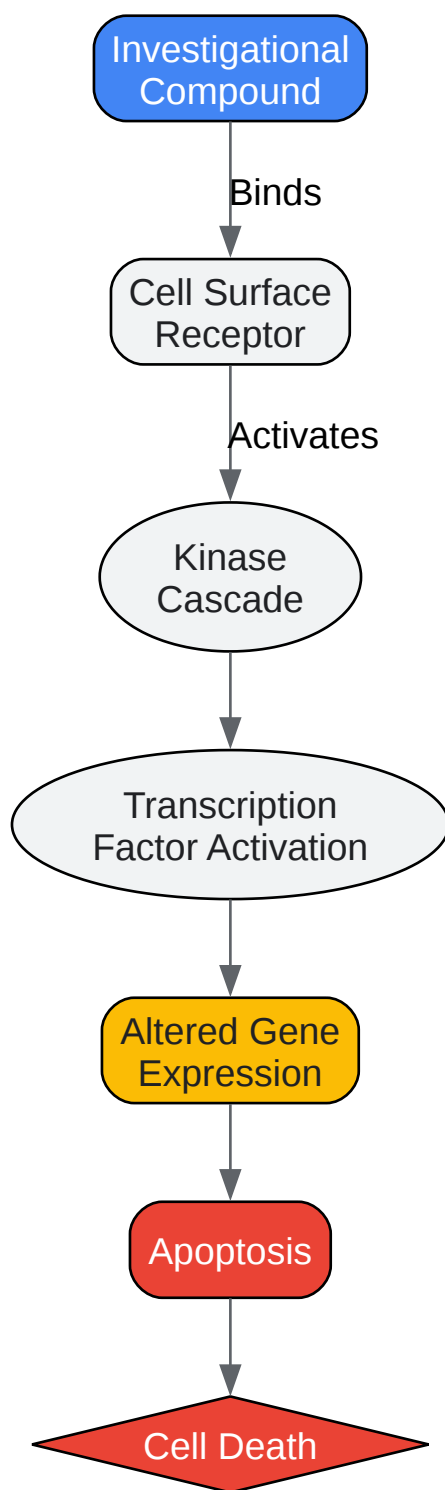 Investigational
Compound
Binds
Cell Surface
Receptor
Activates
Kinase
Cascade
Transcription
Factor Activation
Altered Gene
Expression
Apoptosis
Cell Death